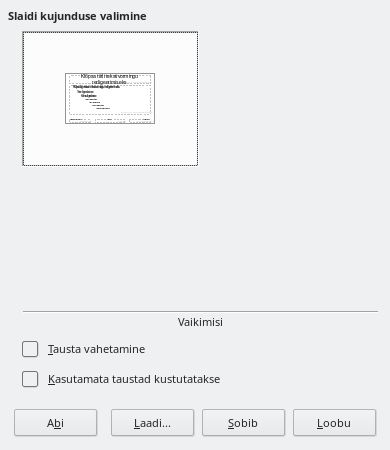 Slaidi kujunduse valimine
Klõpsa tiitliteksti vormingu
redigeerimiseks
Vaikimisi
Tausta vahetamine
Kasutamata taustad kustutatakse
Abi
Laadi...
Sobib
Loobu